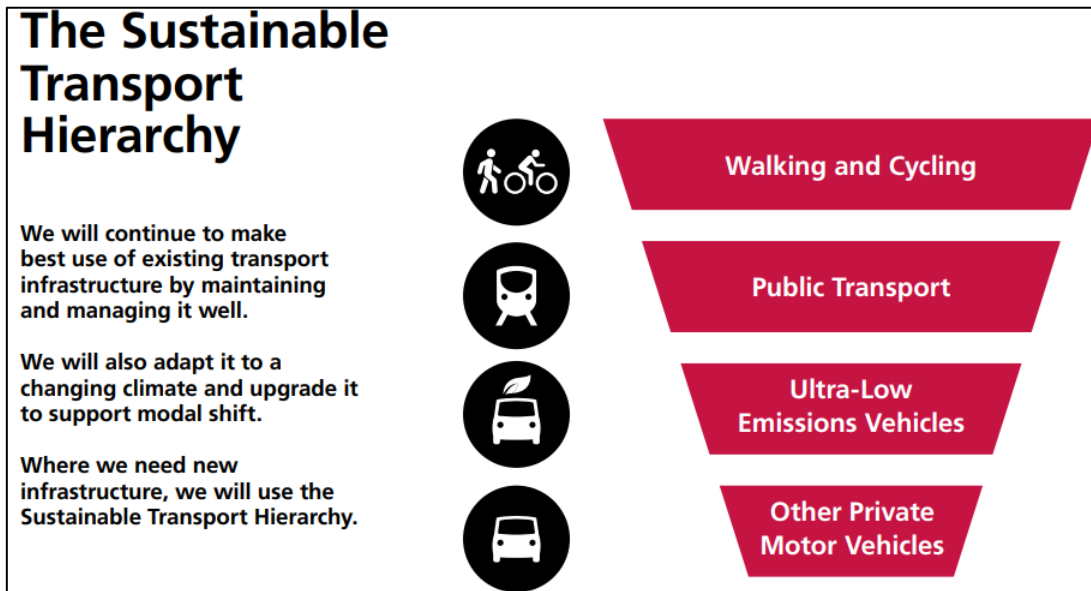 The Sustainable
Transport
Hierarchy
We will continue to make
best use of existing transport
infrastructure by maintaining
and managing it well.
We will also adapt it to a
changing climate and upgrade it
to support modal shift.
Where we need new
infrastructure, we will use the
Sustainable Transport Hierarchy.
Walking and Cycling
Public Transport
Ultra-Low
Emissions Vehicles
Other Private
Motor Vehicles